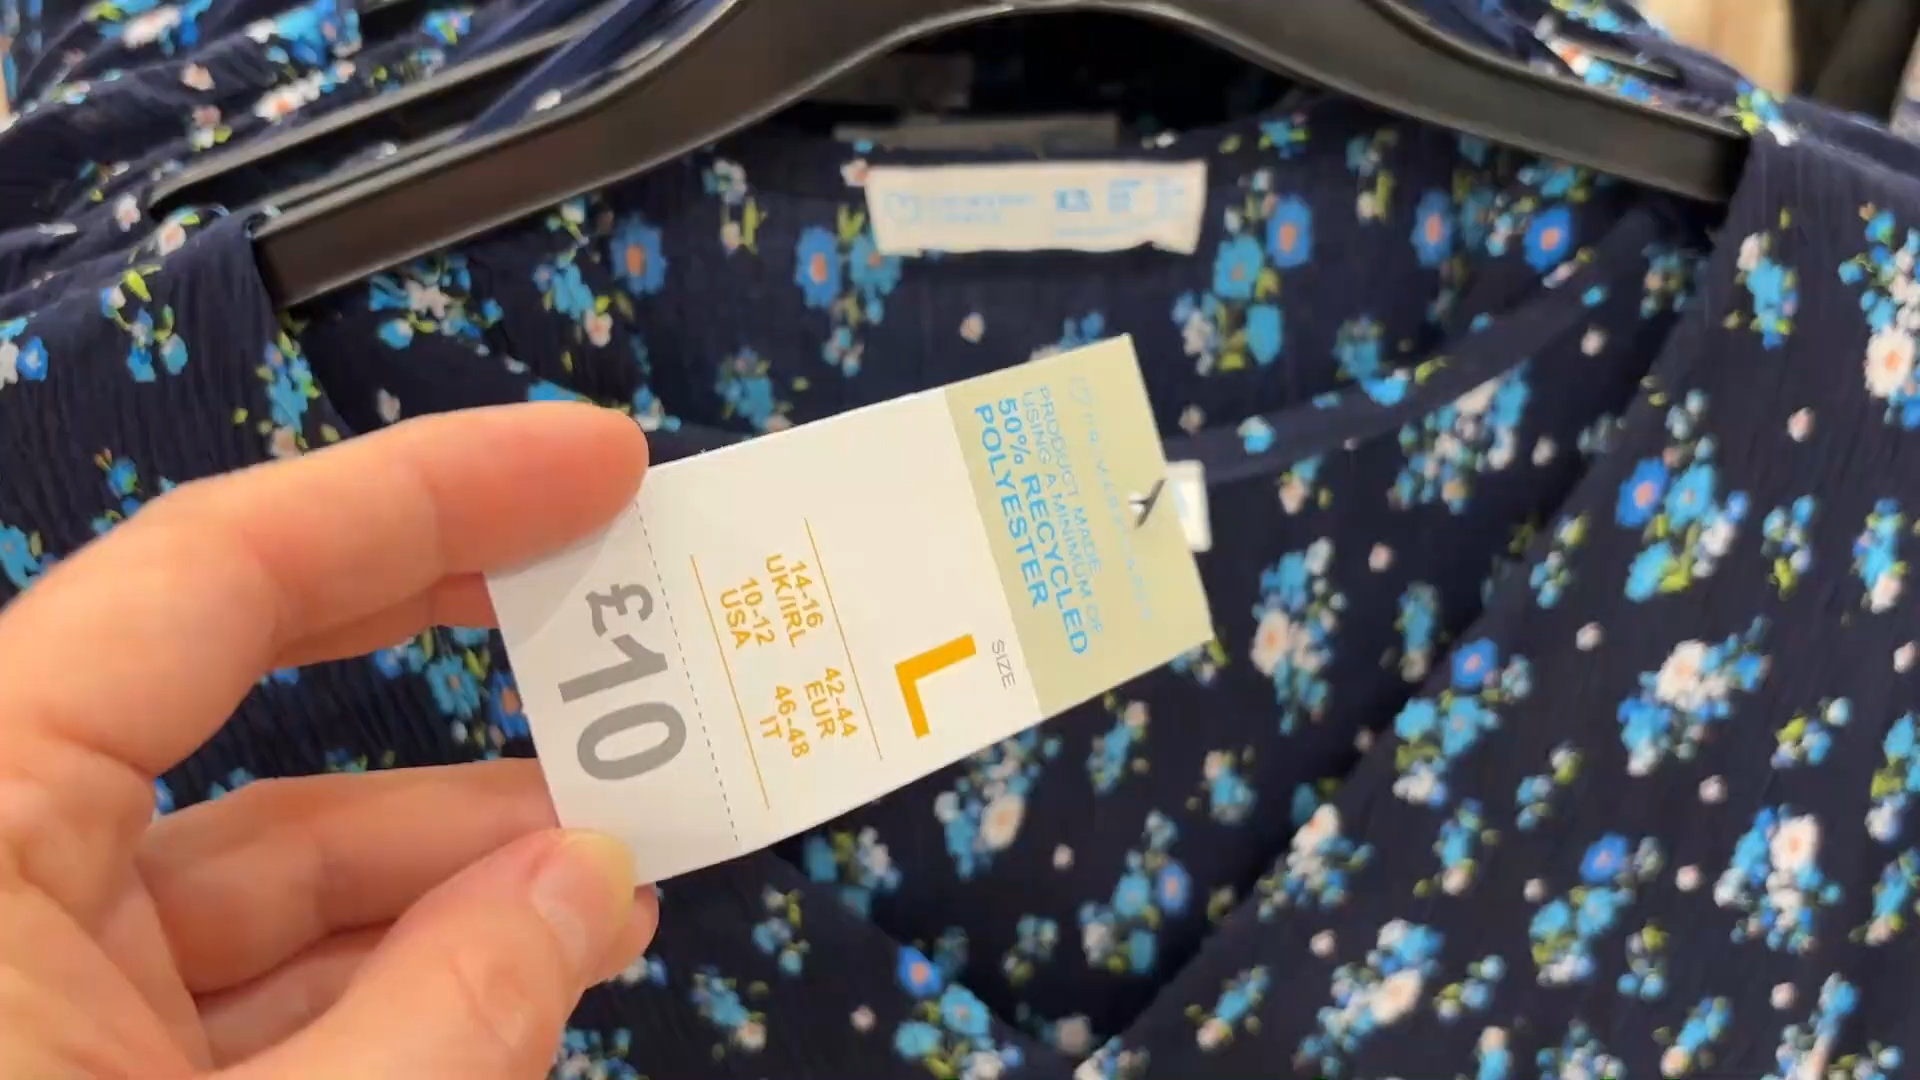 PRODUCT MADE
USING A MINIMUM OF
50% RECYCLED
POLYESTER
SIZE
L
14-16
UK/IRL
42-44
EUR
10-12
USA
46-48
IT
£10